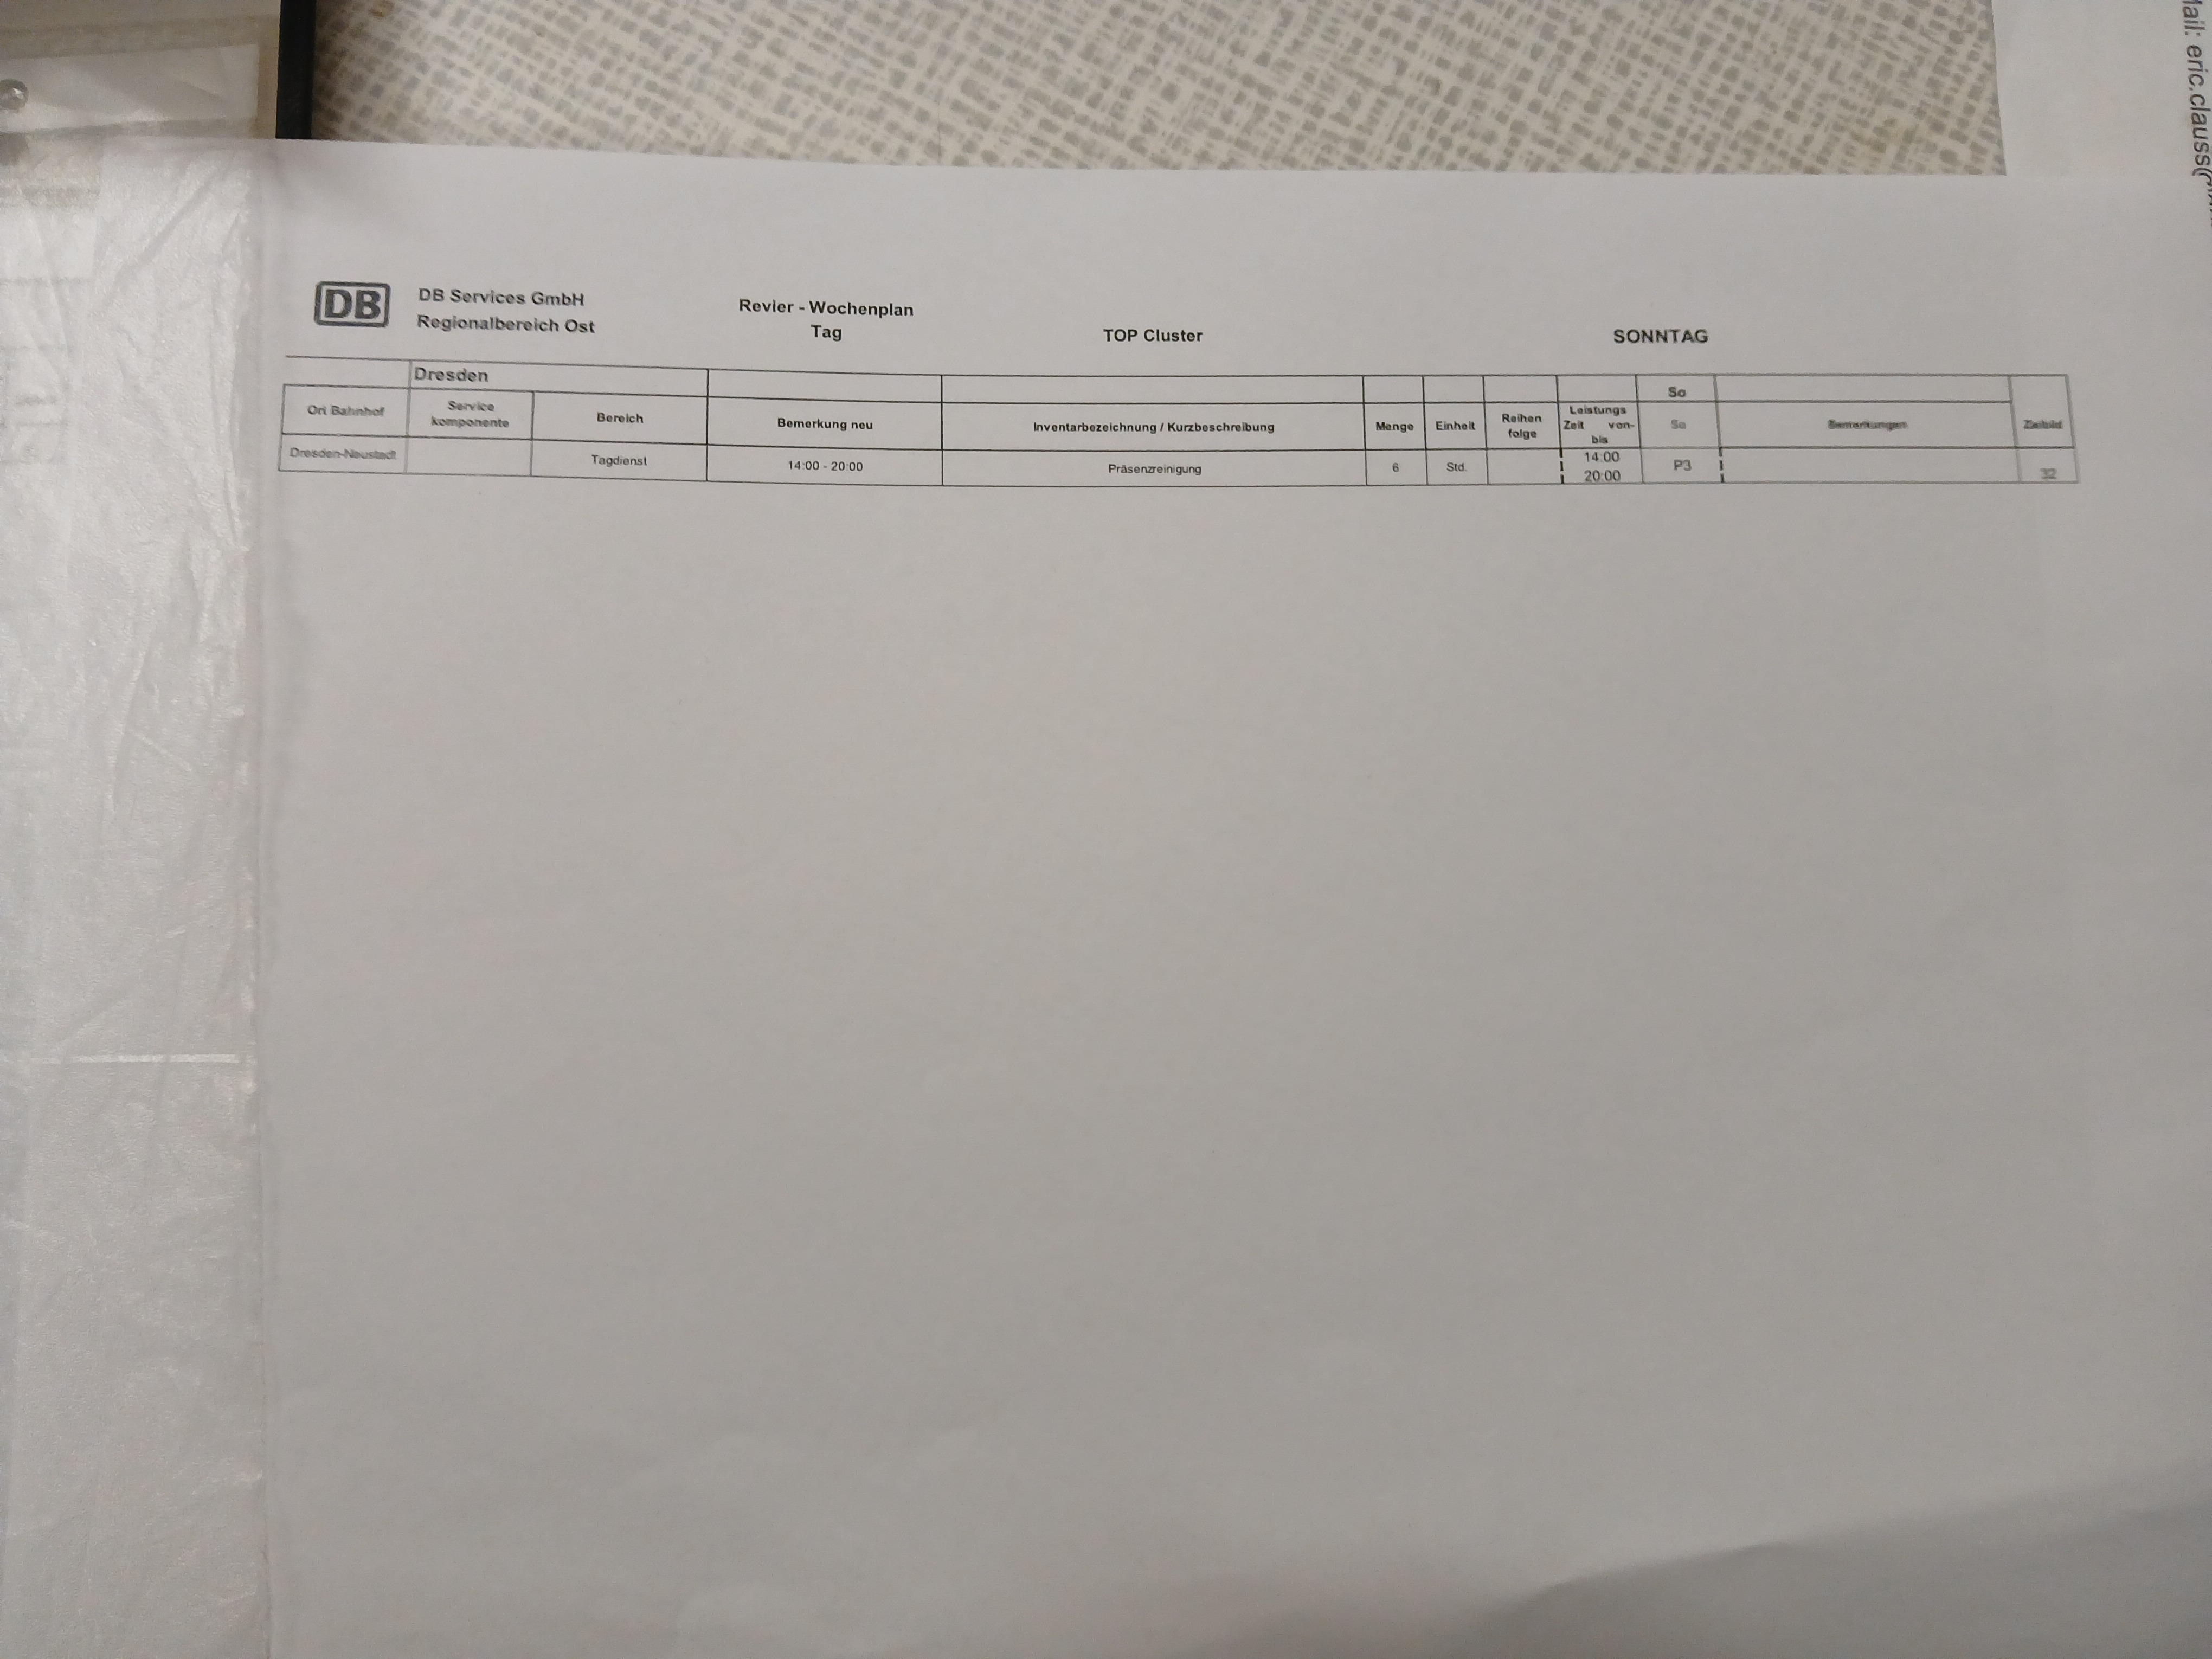 Mail: eric.clauss@
DB
DB Services GmbH
Regionalbereich Ost
Revier - Wochenplan
Tag
TOP Cluster
SONNTAG
Dresden
So
Ort Bahnhof
Service
komponente
Bereich
Bemerkung neu
Inventarbezeichnung / Kurzbeschreibung
Menge
Einheit
Reihen
folge
Leistungs
Zeit von-
bis
So
Bemerkungen
Zielbild
Dresden-Neustadt
Tagdienst
14:00 - 20:00
Präsenzreinigung
6
Std.
14:00
20:00
P3
32